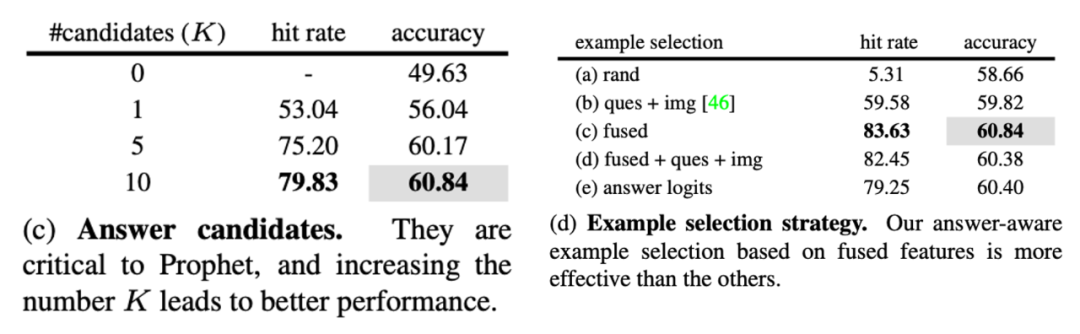 #candidates (K) hit rate accuracy
0 - 49.63
1 53.04 56.04
5 75.20 60.17
10 79.83 60.84
(c) Answer candidates. They are
critical to Prophet, and increasing the
number K leads to better performance.
example selection hit rate accuracy
(a) rand 5.31 58.66
(b) ques + img [46] 59.58 59.82
(c) fused 83.63 60.84
(d) fused + ques + img 82.45 60.38
(e) answer logits 79.25 60.40
(d) Example selection strategy. Our answer-aware
example selection based on fused features is more
effective than the others.